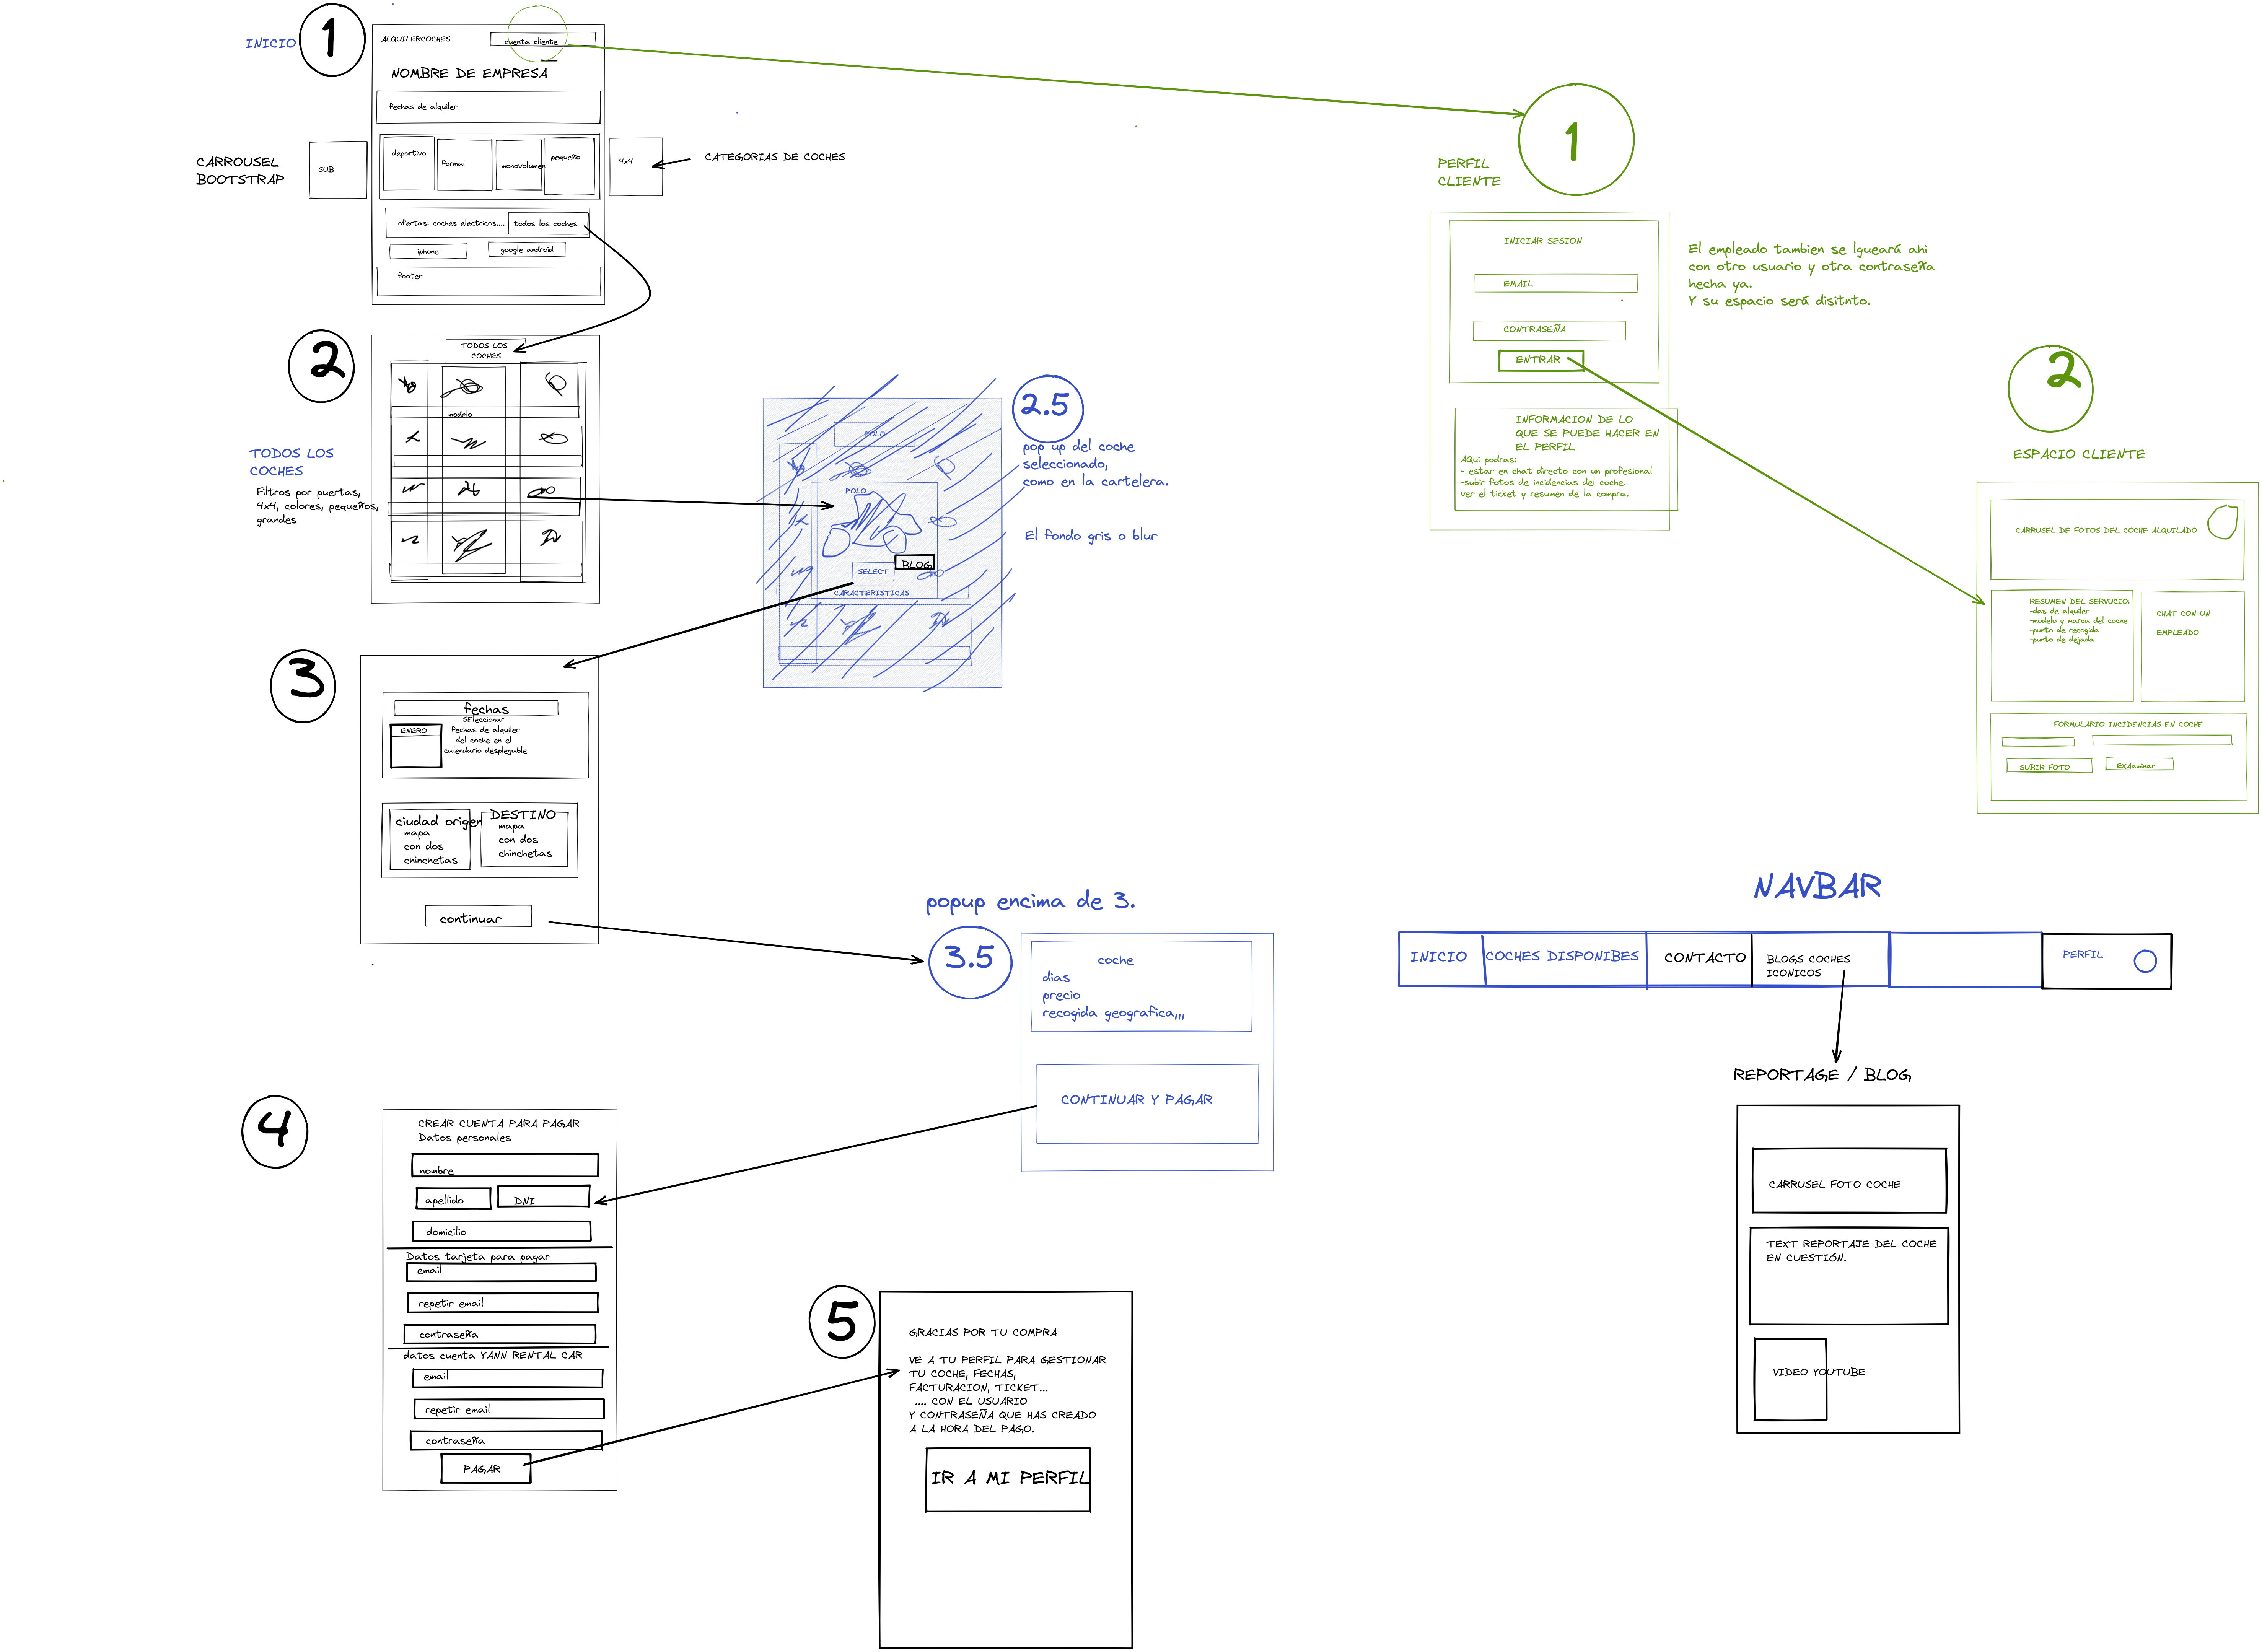 INICIO
1
ALQUILERCOCHES
cuenta cliente
NOMBRE DE EMPRESA
fechas de alquiler
CARROUSEL
BOOTSTRAP
SUB
deportivo
formal
monovolumen
pequeño
4x4
CATEGORIAS DE COCHES
ofertas: coches electricos....
todos los coches
iphone
google android
footer
2
TODOS LOS
COCHES
modelo
TODOS LOS
COCHES
Filtros por puertas,
4x4, colores, pequeños,
grandes
2.5
pop up del coche
seleccionado,
como en la cartelera.
El fondo gris o blur
POLO
POLO
SELECT
BLOG
CARACTERISTICAS
3
fechas
SEleccionar
fechas de alquiler
del coche en el
calendario desplegable
ENERO
ciudad origen
mapa
con dos
chinchetas
DESTINO
mapa
con dos
chinchetas
continuar
popup encima de 3.
3.5
coche
dias
precio
recogida geografica,,,
CONTINUAR Y PAGAR
4
CREAR CUENTA PARA PAGAR
Datos personales
nombre
apellido
DNI
domicilio
Datos tarjeta para pagar
email
repetir email
contraseña
datos cuenta YANN RENTAL CAR
email
repetir email
contraseña
PAGAR
5
GRACIAS POR TU COMPRA
VE A TU PERFIL PARA GESTIONAR
TU COCHE, FECHAS,
FACTURACION, TICKET...
.... CON EL USUARIO
Y CONTRASEÑA QUE HAS CREADO
A LA HORA DEL PAGO.
IR A MI PERFIL
1
PERFIL
CLIENTE
INICIAR SESION
EMAIL
CONTRASEÑA
ENTRAR
El empleado tambien se lgueará ahi
con otro usuario y otra contraseña
hecha ya.
Y su espacio será disitnto.
INFORMACION DE LO
QUE SE PUEDE HACER EN
EL PERFIL
AQui podras:
- estar en chat directo con un profesional
-subir fotos de incidencias del coche.
ver el ticket y resumen de la compra.
2
ESPACIO CLIENTE
CARRUSEL DE FOTOS DEL COCHE ALQUILADO
RESUMEN DEL SERVUCIO:
-das de alquiler
-modelo y marca del coche
-punto de recogida
-punto de dejada
CHAT CON UN
EMPLEADO
FORMULARIO INCIDENCIAS EN COCHE
SUBIR FOTO
EXAaminar
NAVBAR
INICIO
COCHES DISPONIBES
CONTACTO
BLOGS COCHES
ICONICOS
PERFIL
REPORTAGE / BLOG
CARRUSEL FOTO COCHE
TEXT REPORTAJE DEL COCHE
EN CUESTIÓN.
VIDEO YOUTUBE